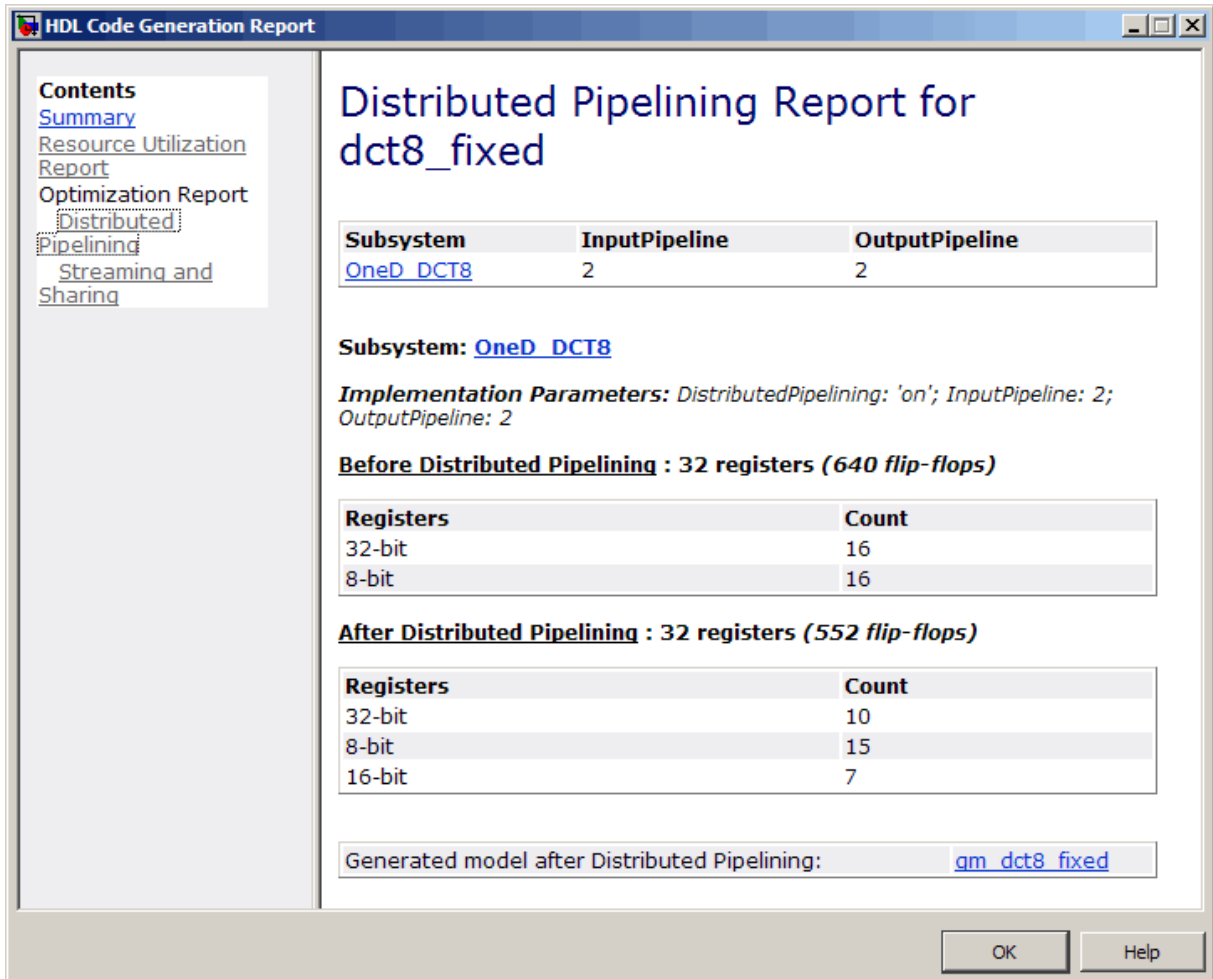 HDL Code Generation Report
Contents
Summary
Resource Utilization
Report
Optimization Report
Distributed
Pipelining
Streaming and
Sharing
Distributed Pipelining Report for
dct8_fixed
Subsystem InputPipeline OutputPipeline
OneD_DCT8 2 2
Subsystem: OneD_DCT8
Implementation Parameters: DistributedPipelining: 'on'; InputPipeline: 2;
OutputPipeline: 2
Before Distributed Pipelining : 32 registers (640 flip-flops)
Registers Count
32-bit 16
8-bit 16
After Distributed Pipelining : 32 registers (552 flip-flops)
Registers Count
32-bit 10
8-bit 15
16-bit 7
Generated model after Distributed Pipelining: gm_dct8_fixed
OK Help